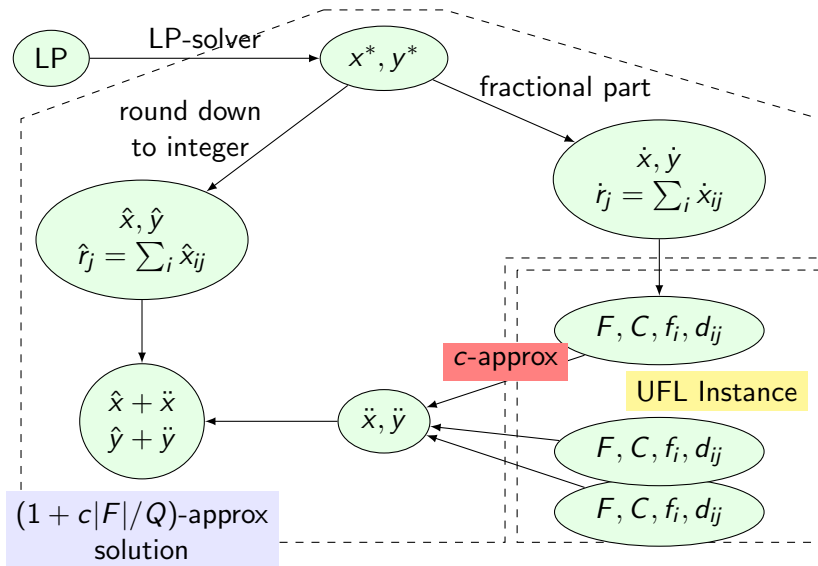 LP
LP-solver
x*, y*
fractional part
round down
to integer
ẋ, ẏ
ṙ_j = ∑_i ẋ_ij
x̂, ŷ
r̂_j = ∑_i x̂_ij
F, C, f_i, d_ij
c-approx
UFL Instance
x̂ + ẍ
ŷ + ÿ
ẍ, ÿ
F, C, f_i, d_ij
F, C, f_i, d_ij
(1 + c|F|/Q)-approx
solution